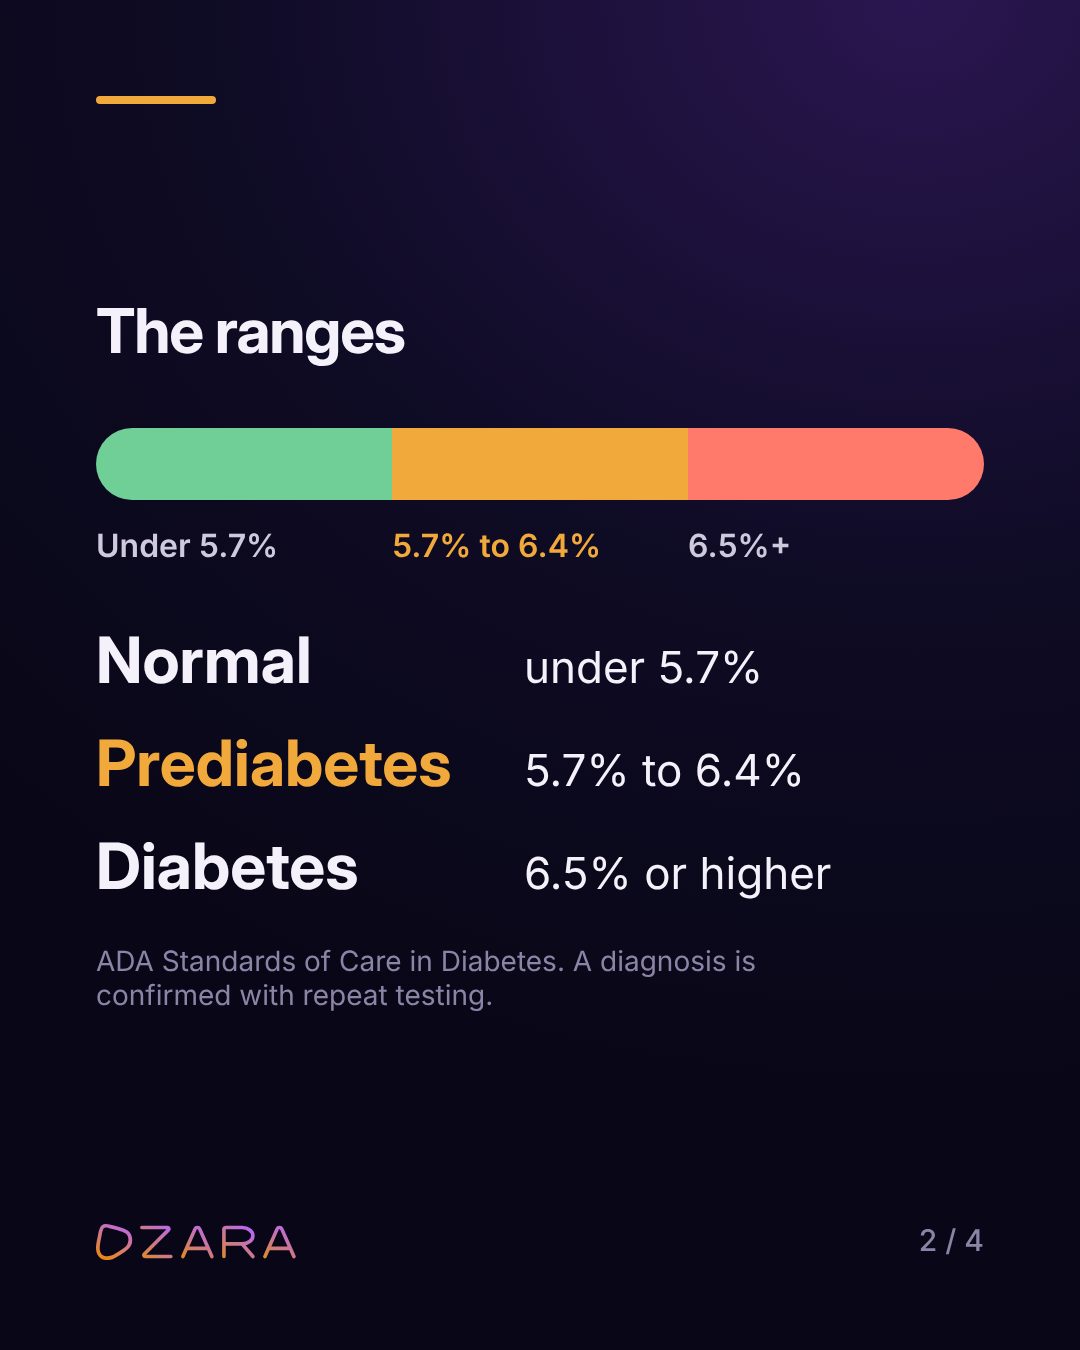 The ranges
Under 5.7% 5.7% to 6.4% 6.5%+
Normal under 5.7%
Prediabetes 5.7% to 6.4%
Diabetes 6.5% or higher
ADA Standards of Care in Diabetes. A diagnosis is
confirmed with repeat testing.
DZARA 2 / 4